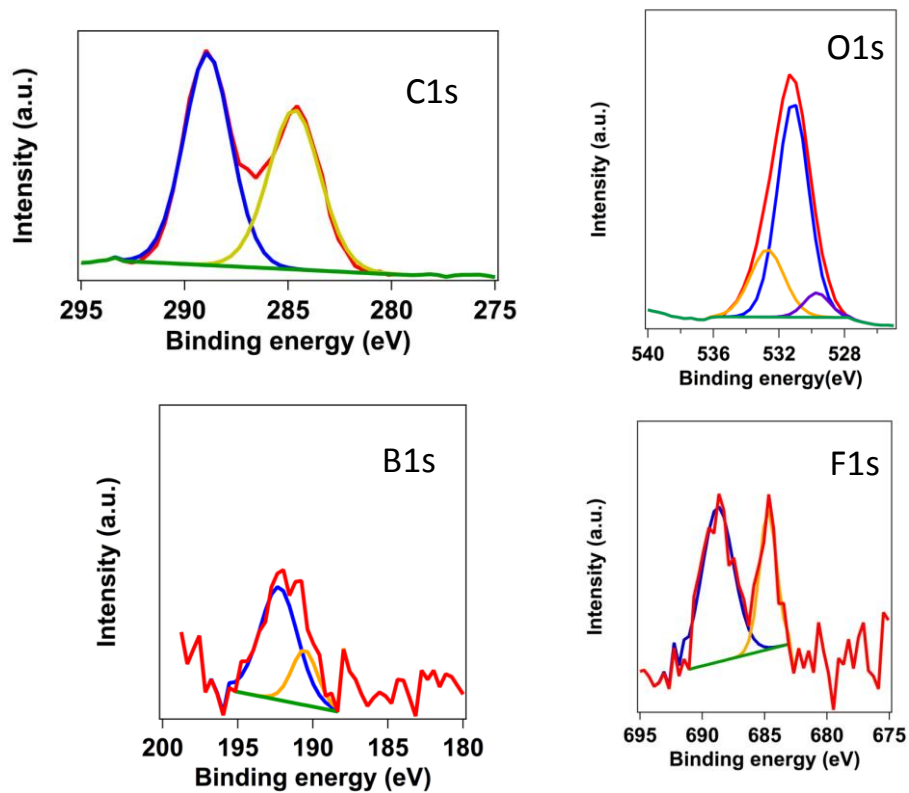 C1s
Intensity (a.u.)
295 290 285 280 275
Binding energy (eV)
O1s
Intensity (a.u.)
540 536 532 528
Binding energy(eV)
B1s
Intensity (a.u.)
200 195 190 185 180
Binding energy (eV)
F1s
Intensity (a.u.)
695 690 685 680 675
Binding energy (eV)